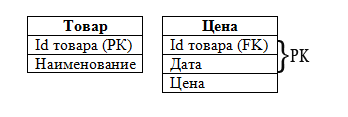 Товар
Id товара (PK)
Наименование
Цена
Id товара (FK)
Дата
Цена
PK